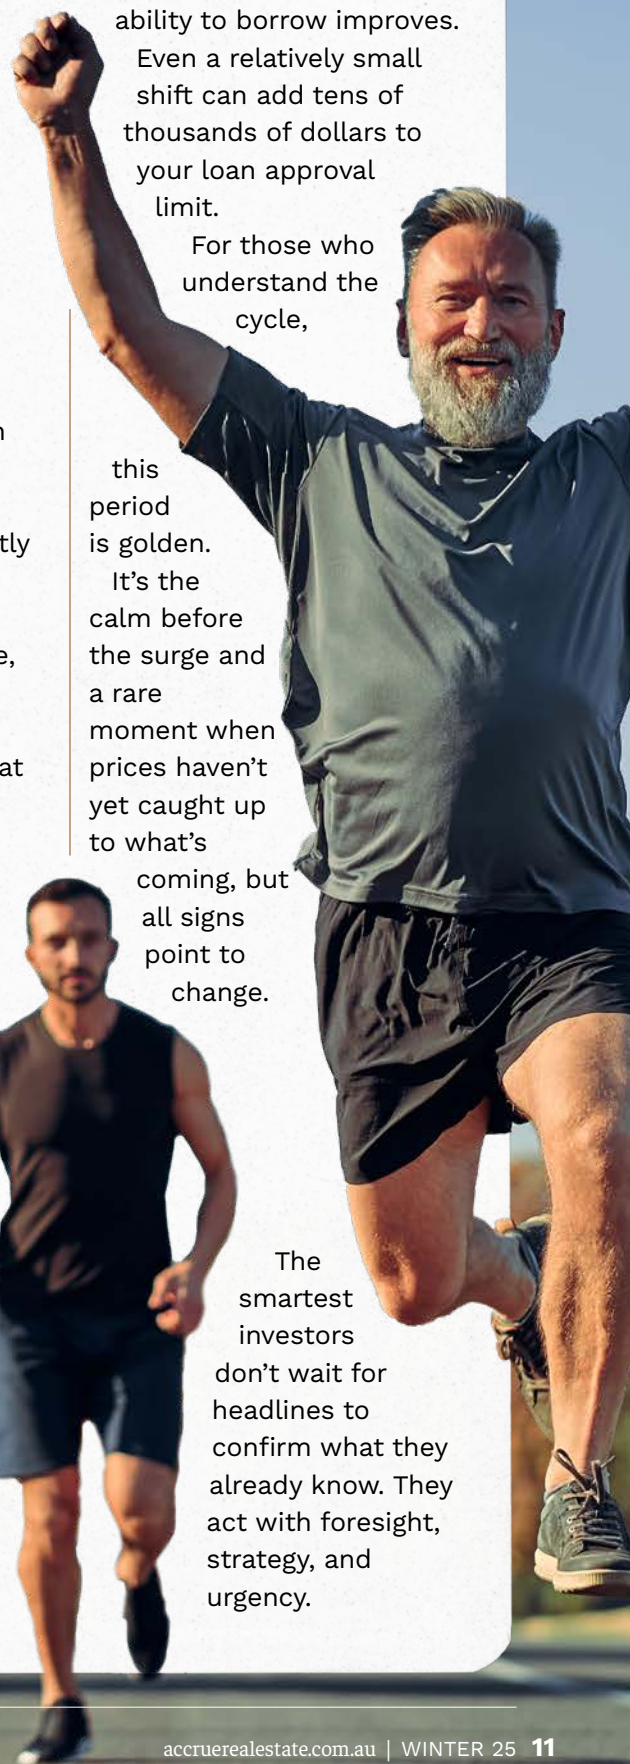 ability to borrow improves.
Even a relatively small
shift can add tens of
thousands of dollars to
your loan approval
limit.
For those who
understand the
cycle,
this
period
is golden.
It’s the
calm before
the surge and
a rare
moment when
prices haven’t
yet caught up
to what’s
coming, but
all signs
point to
change.
The
smartest
investors
don’t wait for
headlines to
confirm what they
already know. They
act with foresight,
strategy, and
urgency.
accruerealestate.com.au | WINTER 25 11